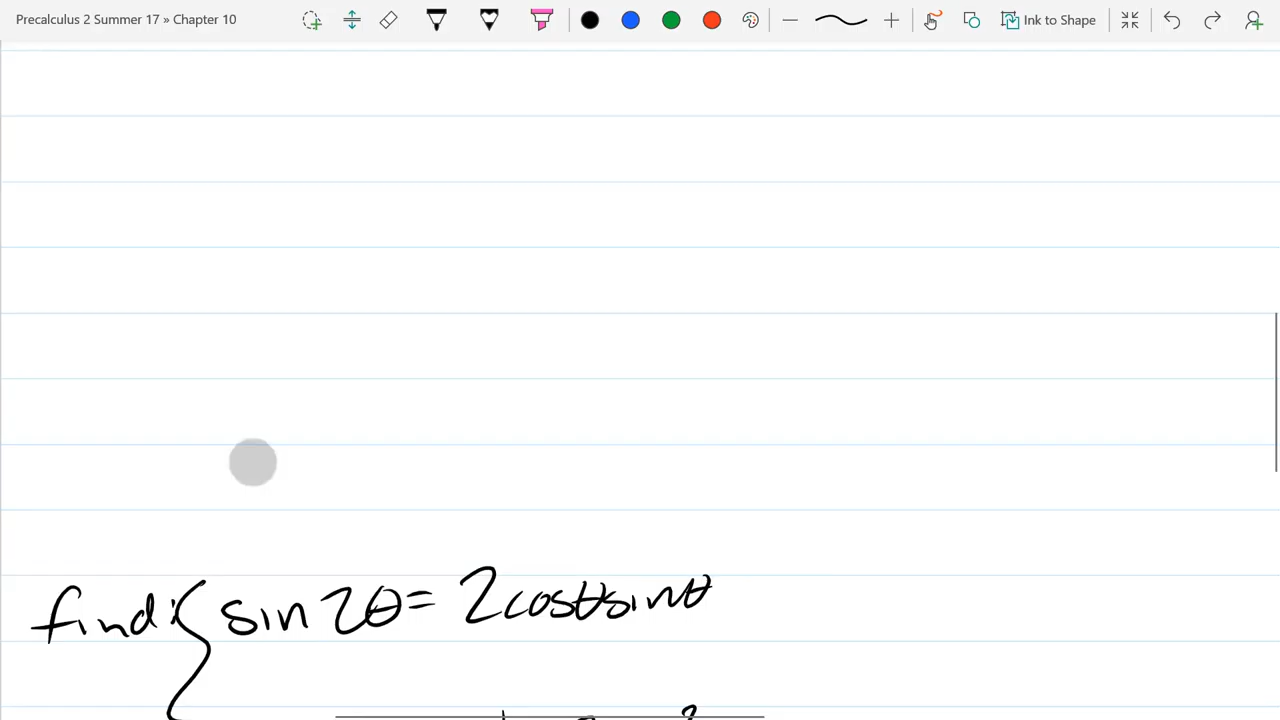 Precalculus 2 Summer 17 » Chapter 10
Ink to Shape
find: { sin 2θ = 2cosθsinθ